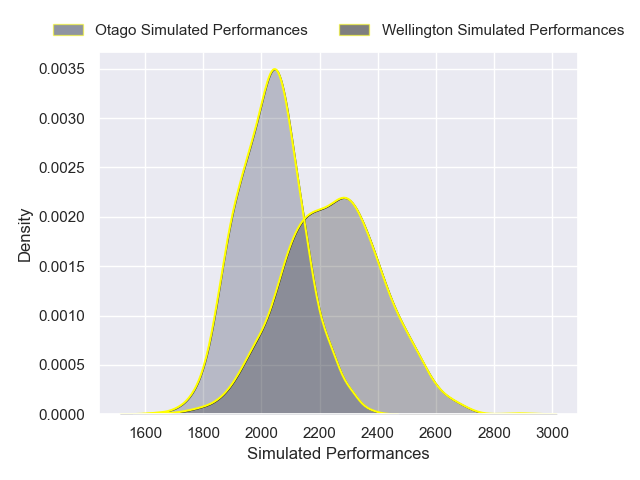 Otago Simulated Performances Wellington Simulated Performances
0.0035
0.0030
0.0025
0.0020
0.0015
0.0010
0.0005
0.0000
Density
1600 1800 2000 2200 2400 2600 2800 3000
Simulated Performances